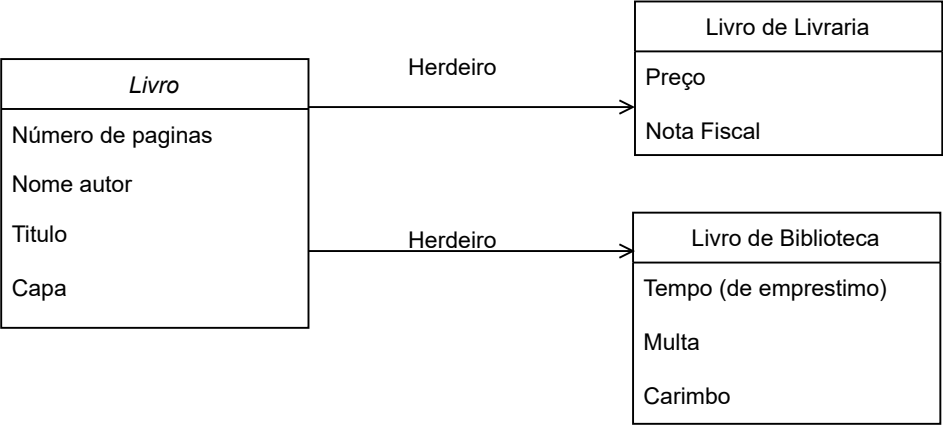 Livro
Número de paginas
Nome autor
Titulo
Capa
Herdeiro
Herdeiro
Livro de Livraria
Preço
Nota Fiscal
Livro de Biblioteca
Tempo (de emprestimo)
Multa
Carimbo